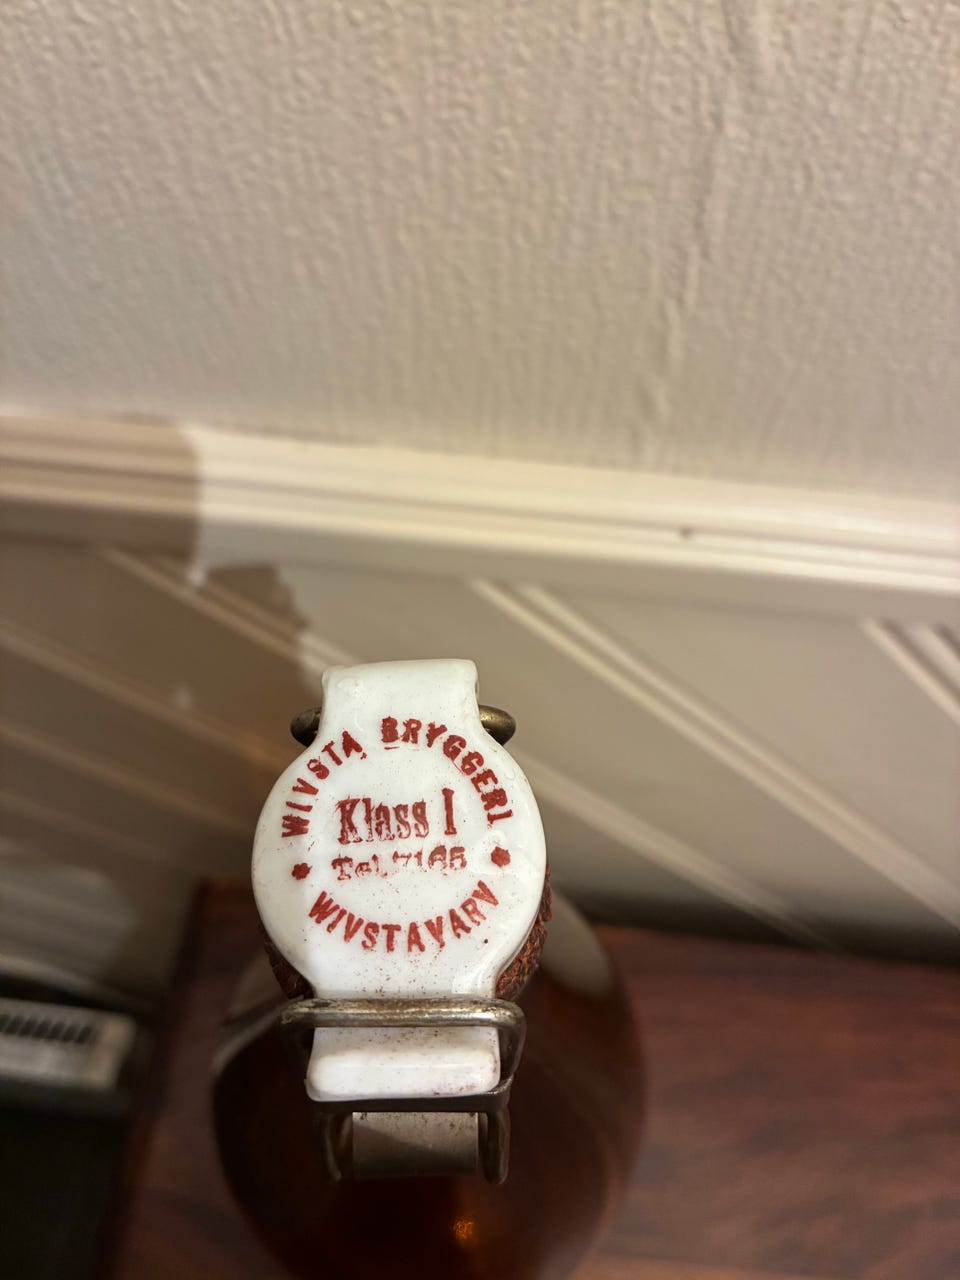 WIVSTA BRYGGERI
Klass I
Tel. 7165
WIVSTAVARV